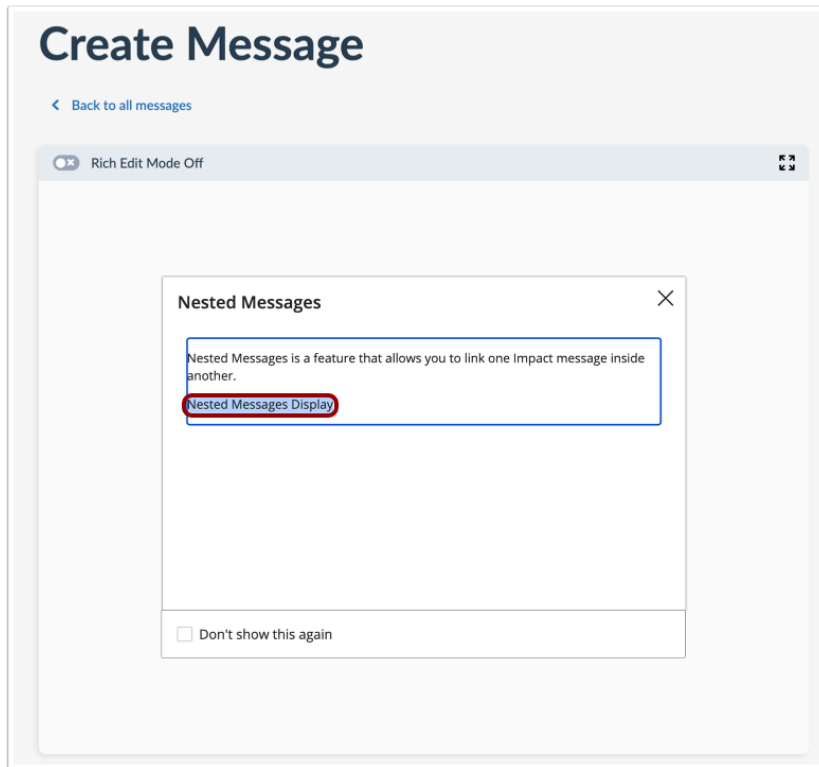 Create Message
Back to all messages
Rich Edit Mode Off
Nested Messages
Nested Messages is a feature that allows you to link one Impact message inside
another.
Nested Messages Display
Don't show this again